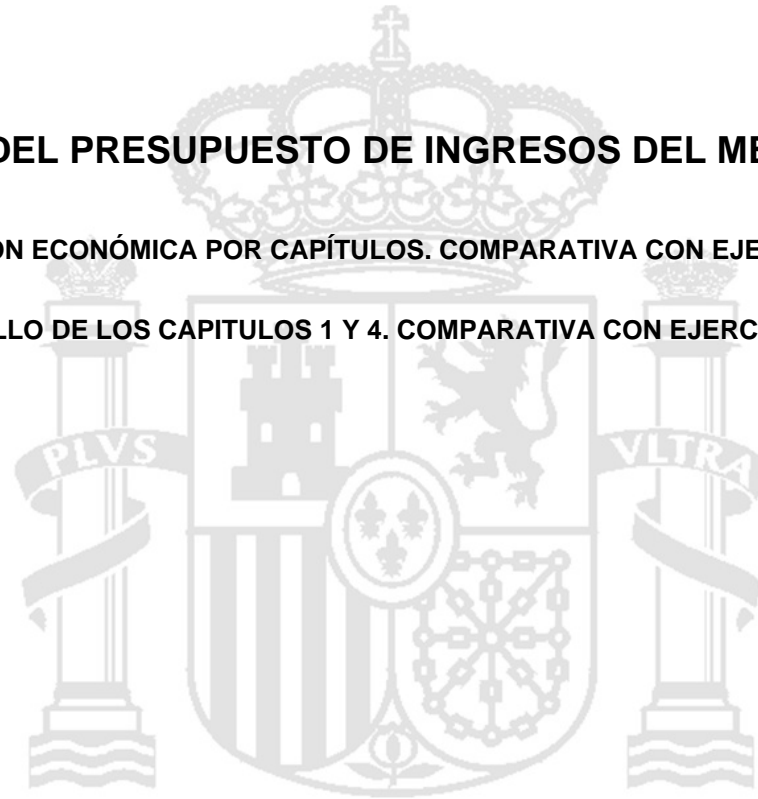 DEL PRESUPUESTO DE INGRESOS DEL ME
ÓN ECONÓMICA POR CAPÍTULOS. COMPARATIVA CON EJE
LLO DE LOS CAPITULOS 1 Y 4. COMPARATIVA CON EJERC
PLVS VLTRA